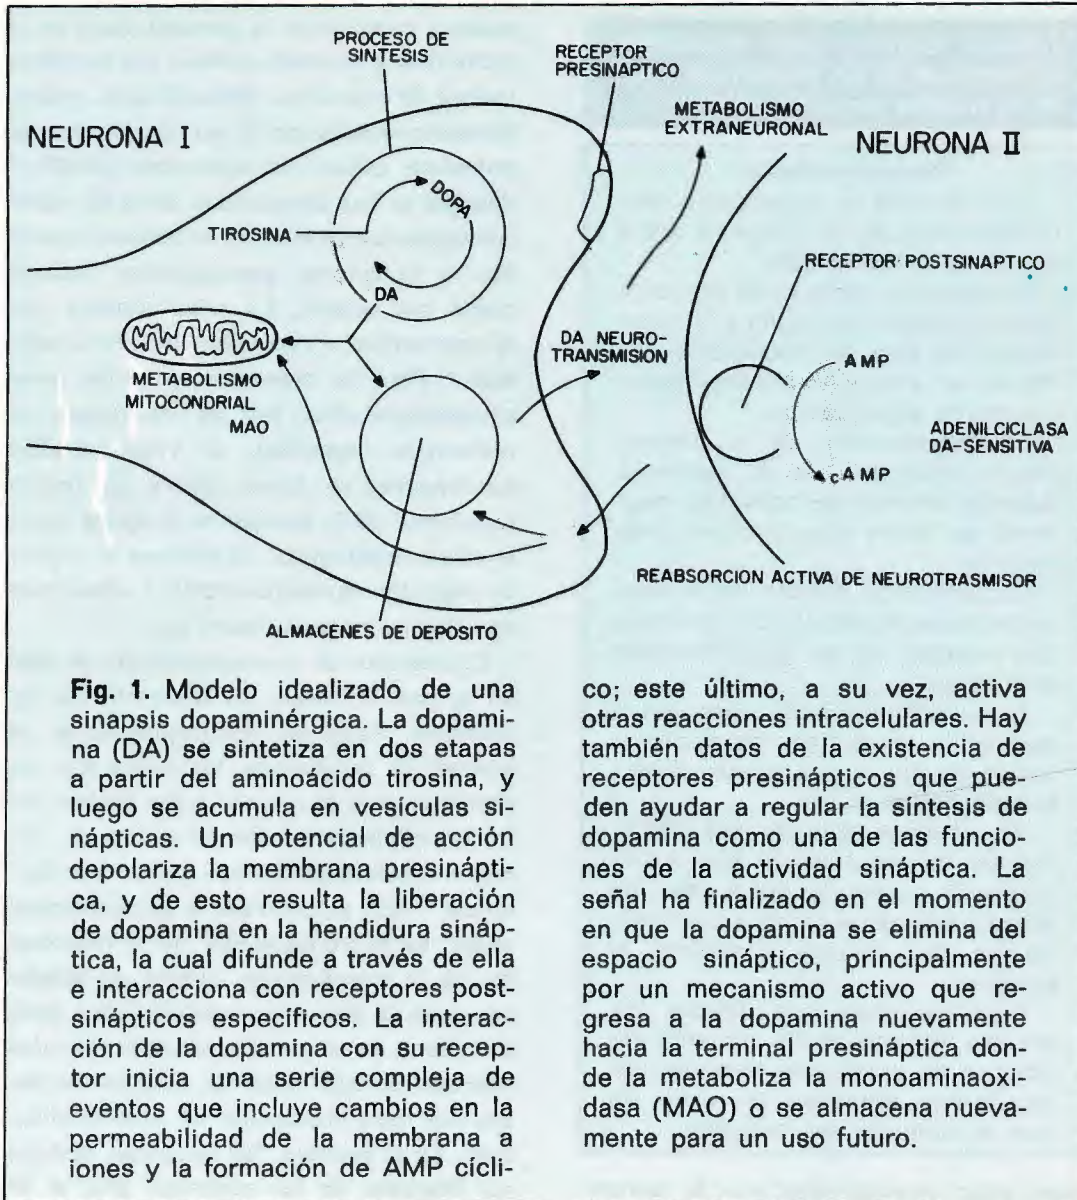 PROCESO DE
SINTESIS
RECEPTOR
PRESINAPTICO
METABOLISMO
EXTRANEURONAL
NEURONA I
NEURONA II
DOPA
TIROSINA
RECEPTOR POSTSINAPTICO
DA
DA NEURO-
TRANSMISION
AMP
METABOLISMO
MITOCONDRIAL
MAO
ADENILCICLASA
DA-SENSITIVA
cAMP
REABSORCION ACTIVA DE NEUROTRASMISOR
ALMACENES DE DEPOSITO
Fig. 1. Modelo idealizado de una
sinapsis dopaminérgica. La dopami-
na (DA) se sintetiza en dos etapas
a partir del aminoácido tirosina, y
luego se acumula en vesículas si-
nápticas. Un potencial de acción
depolariza la membrana presinápti-
ca, y de esto resulta la liberación
de dopamina en la hendidura sináp-
tica, la cual difunde a través de ella
e interacciona con receptores post-
sinápticos específicos. La interac-
ción de la dopamina con su recep-
tor inicia una serie compleja de
eventos que incluye cambios en la
permeabilidad de la membrana a
iones y la formación de AMP cícli-
co; este último, a su vez, activa
otras reacciones intracelulares. Hay
también datos de la existencia de
receptores presinápticos que pue-
den ayudar a regular la síntesis de
dopamina como una de las funcio-
nes de la actividad sináptica. La
señal ha finalizado en el momento
en que la dopamina se elimina del
espacio sináptico, principalmente
por un mecanismo activo que re-
gresa a la dopamina nuevamente
hacia la terminal presináptica don-
de la metaboliza la monoaminaoxi-
dasa (MAO) o se almacena nueva-
mente para un uso futuro.